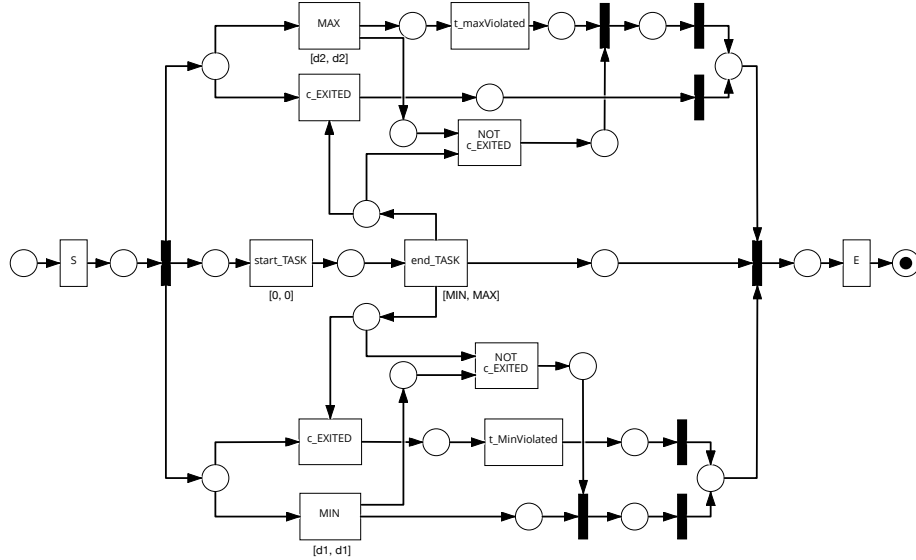 MAX
[d2, d2]
t_maxViolated
c_EXITED
NOT
c_EXITED
S
start_TASK
[0, 0]
end_TASK
[MIN, MAX]
E
NOT
c_EXITED
c_EXITED
t_MinViolated
MIN
[d1, d1]